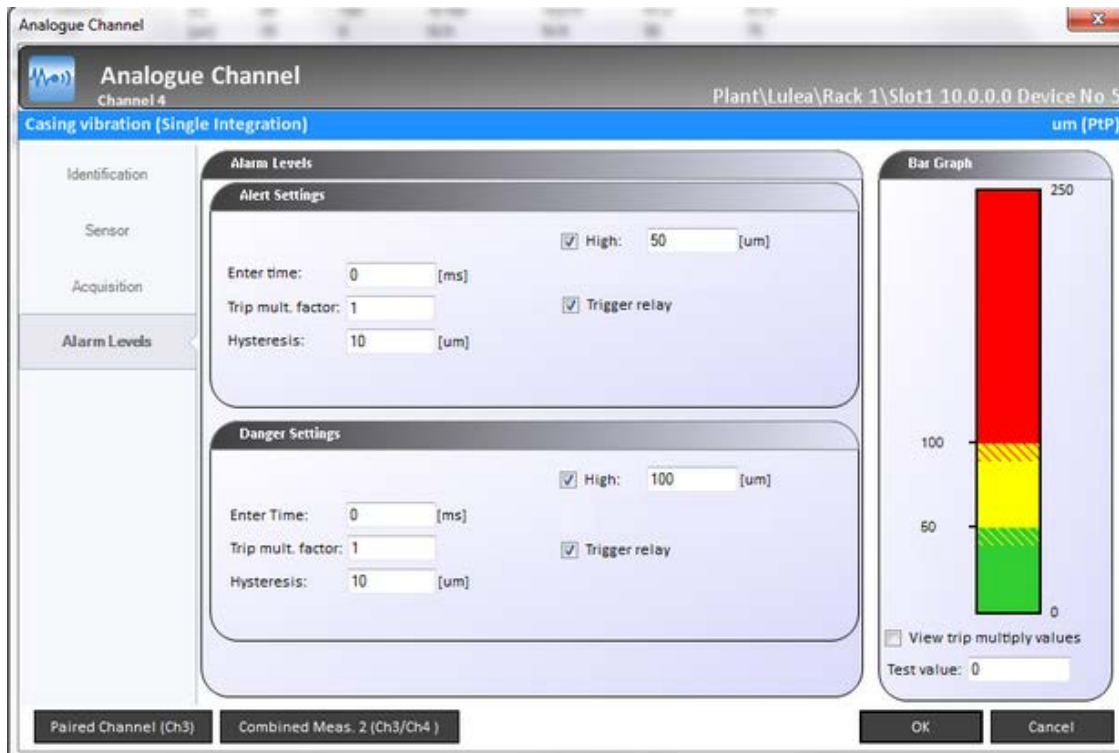 Analogue Channel
Analogue Channel
Channel 4
Plant\Lulea\Rack 1\Slot1 10.0.0.0 Device No.5
Casing vibration (Single Integration) um (PtP)
Identification
Sensor
Acquisition
Alarm Levels
Alarm Levels
Alert Settings
High: 50 [um]
Enter time: 0 [ms]
Trip mult. factor: 1
Trigger relay
Hysteresis: 10 [um]
Danger Settings
High: 100 [um]
Enter Time: 0 [ms]
Trip mult. factor: 1
Trigger relay
Hysteresis: 10 [um]
Bar Graph
250
100
50
0
View trip multiply values
Test value: 0
Paired Channel (Ch3)
Combined Meas. 2 (Ch3/Ch4 )
OK
Cancel